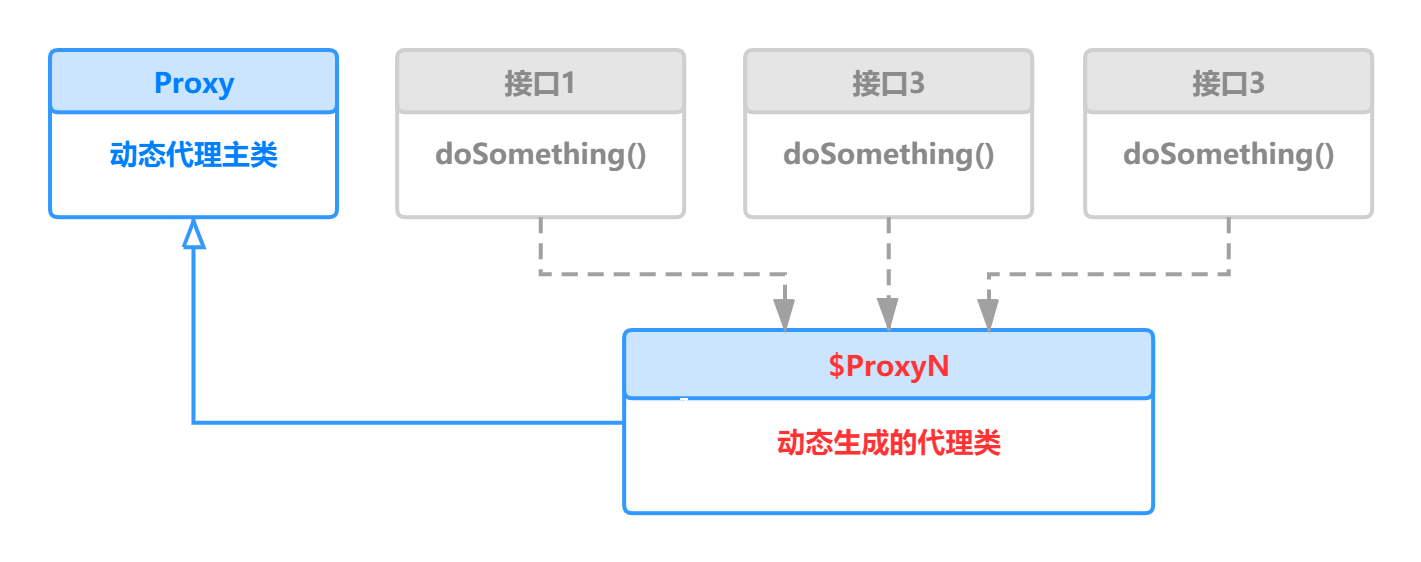 Proxy
动态代理主类
接口1
doSomething()
接口3
doSomething()
接口3
doSomething()
$ProxyN
动态生成的代理类